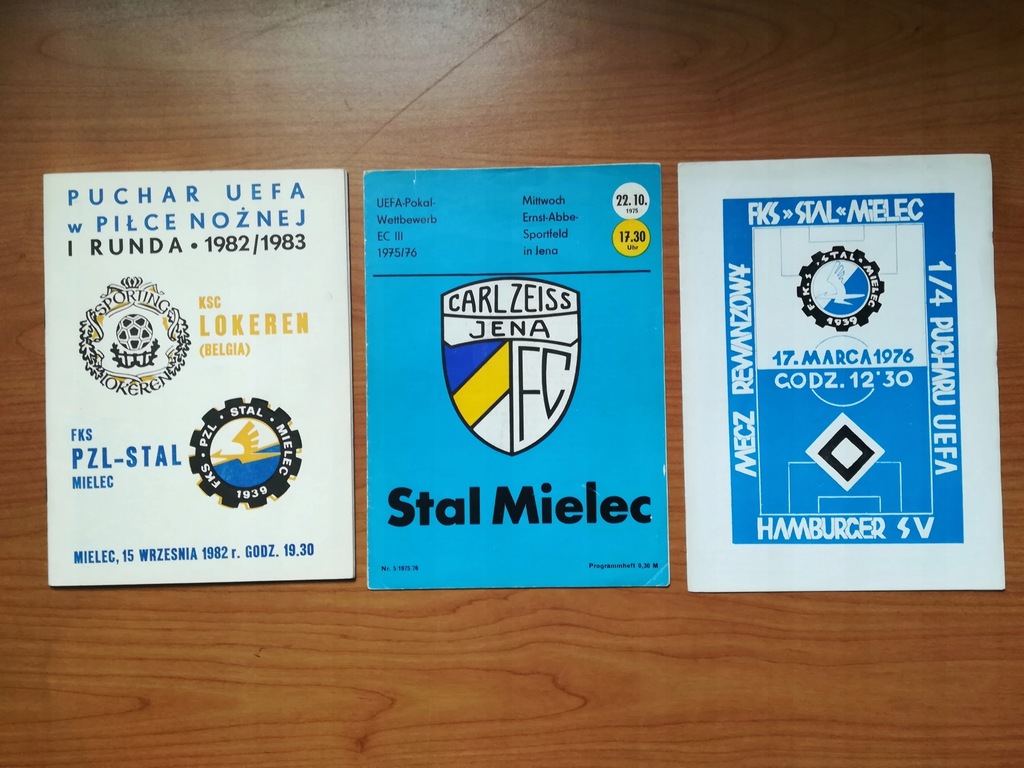 PUCHAR UEFA
w PIŁCE NOŻNEJ
I RUNDA • 1982/1983
SPORTING
LOKEREN
KSC
LOKEREN
(BELGIA)
FKS
PZL-STAL
MIELEC
FKS · PZL · STAL · MIELEC
1939
MIELEC, 15 WRZESNIA 1982 r. GODZ. 19.30
UEFA-Pokal-
Wettbewerb
EC III
1975/76
Mittwoch
Ernst-Abbe-
Sportfeld
in Jena
22.10.
1975
17.30
Uhr
CARL ZEISS
JENA
FC
Stal Mielec
Nr. 5 1975/76
Programmheft 0,30 M
FKS »STAL« MIELEC
MECZ REWANŻOWY
1/4 PUCHARU UEFA
F.K.S STAL-MIELEC
1939
17. MARCA 1976
GODZ. 12'30
HAMBURGER SV